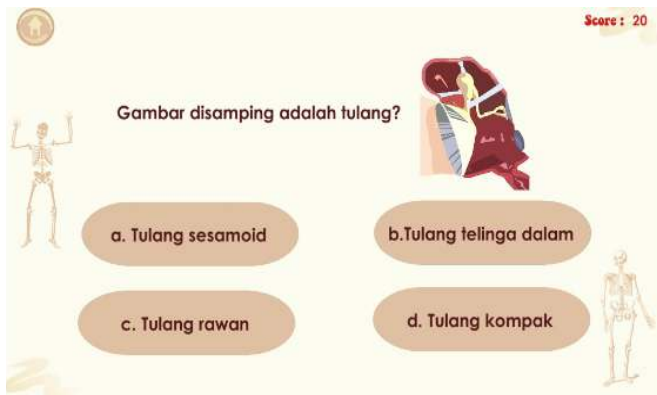 Score : 20
Gambar disamping adalah tulang?
a. Tulang sesamoid
b.Tulang telinga dalam
c. Tulang rawan
d. Tulang kompak